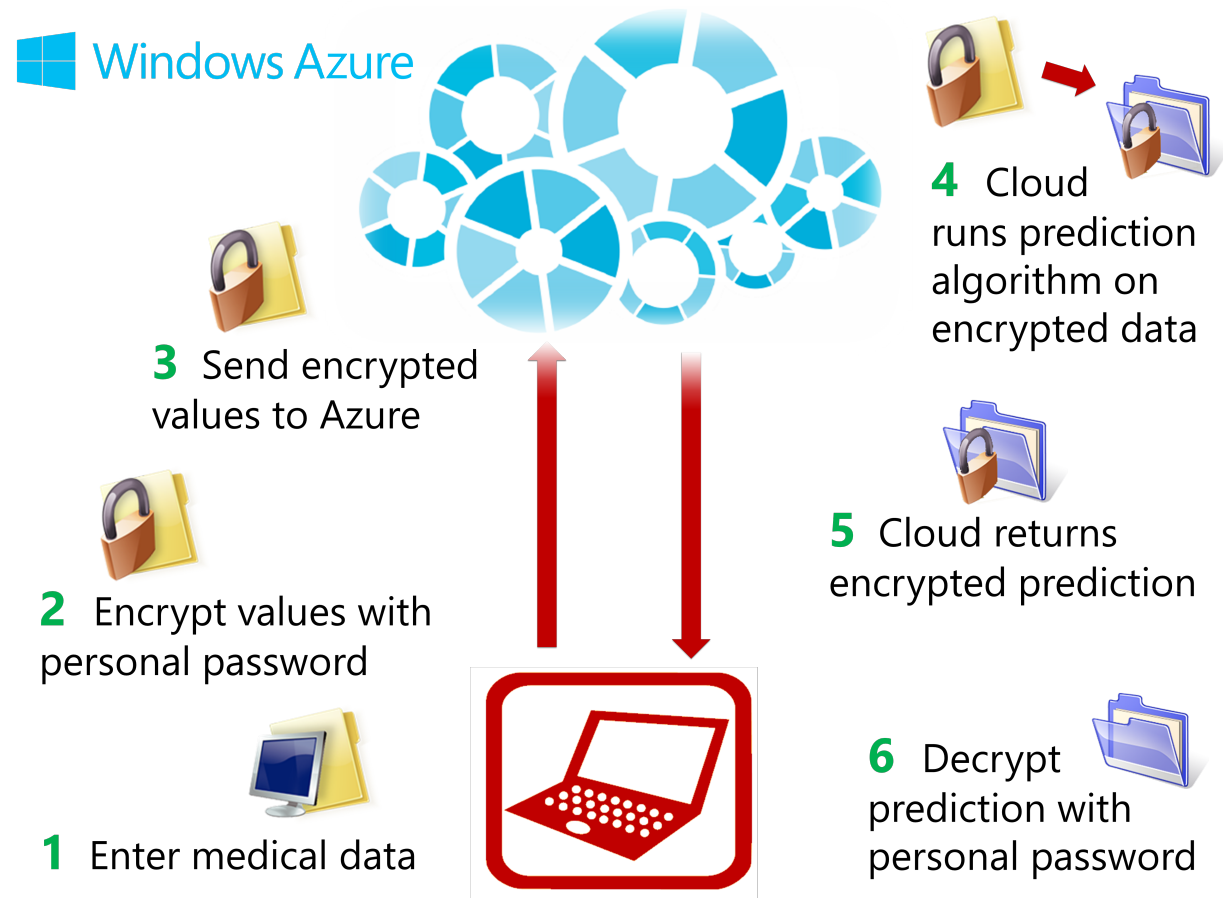 Windows Azure
1 Enter medical data
2 Encrypt values with
personal password
3 Send encrypted
values to Azure
4 Cloud
runs prediction
algorithm on
encrypted data
5 Cloud returns
encrypted prediction
6 Decrypt
prediction with
personal password